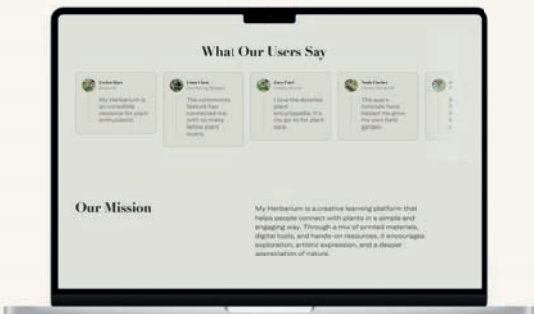 What Our Users Say
My Herbarium is
an incredible
resource for plant
enthusiasts!
The community
feature has
connected me
with so many
fellow plant
lovers.
I love the detailed
plant
encyclopedia. It's
my go-to for plant
care.
The app's
tutorials have
helped me grow
my own herb
garden.
Our Mission
My Herbarium is a creative learning platform that
helps people connect with plants in a simple and
engaging way. Through a mix of printed materials,
digital tools, and hands-on resources, it encourages
exploration, artistic expression, and a deeper
appreciation of nature.